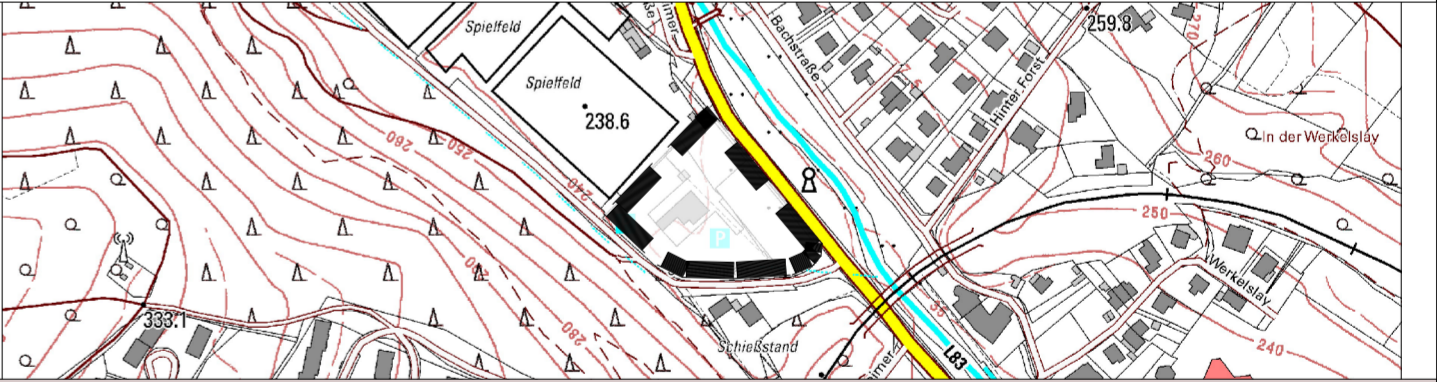 Spielfeld
Bachstraße
259.8
270
Spielfeld
238.6
Hinter Forst
In der Werkelslay
260
260
250
240
250
P
Werkelslay
333.1
280
Schießstand
L83
240